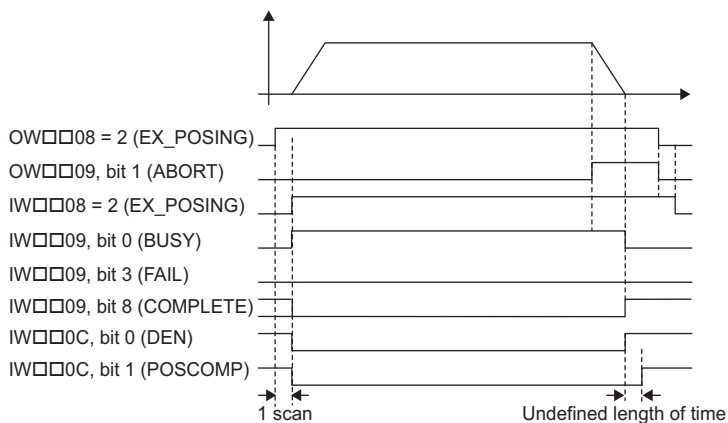 OW□□08 = 2 (EX_POSING)
OW□□09, bit 1 (ABORT)
IW□□08 = 2 (EX_POSING)
IW□□09, bit 0 (BUSY)
IW□□09, bit 3 (FAIL)
IW□□09, bit 8 (COMPLETE)
IW□□0C, bit 0 (DEN)
IW□□0C, bit 1 (POSCOMP)
1 scan
Undefined length of time